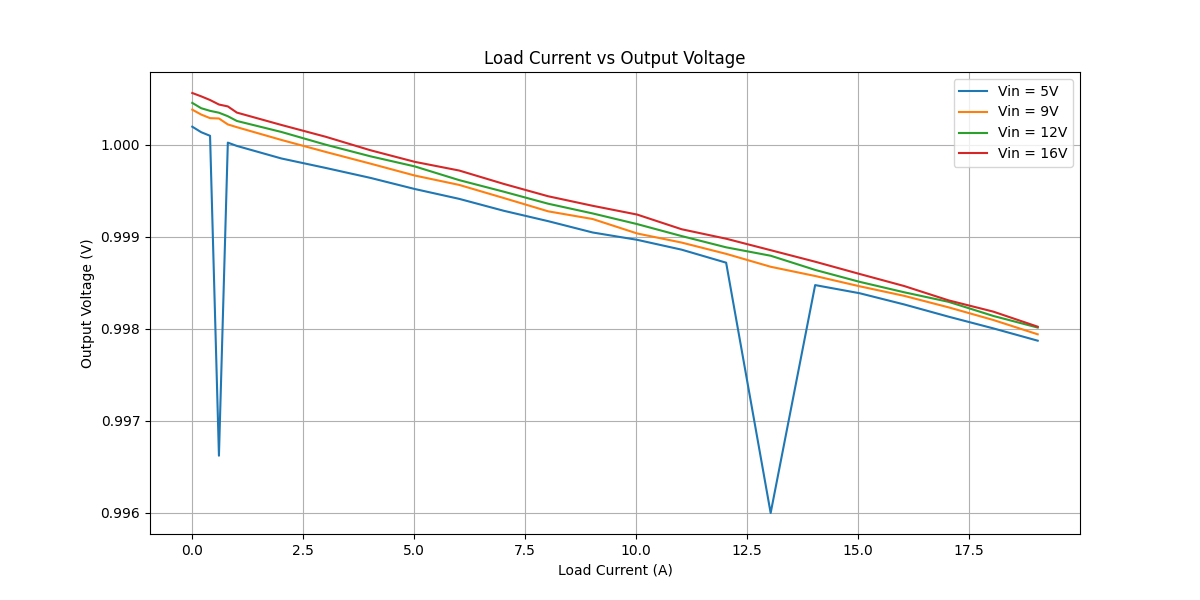 Load Current vs Output Voltage
Vin = 5V
Vin = 9V
Vin = 12V
Vin = 16V
1.000
0.999
0.998
0.997
0.996
Output Voltage (V)
0.0 2.5 5.0 7.5 10.0 12.5 15.0 17.5
Load Current (A)